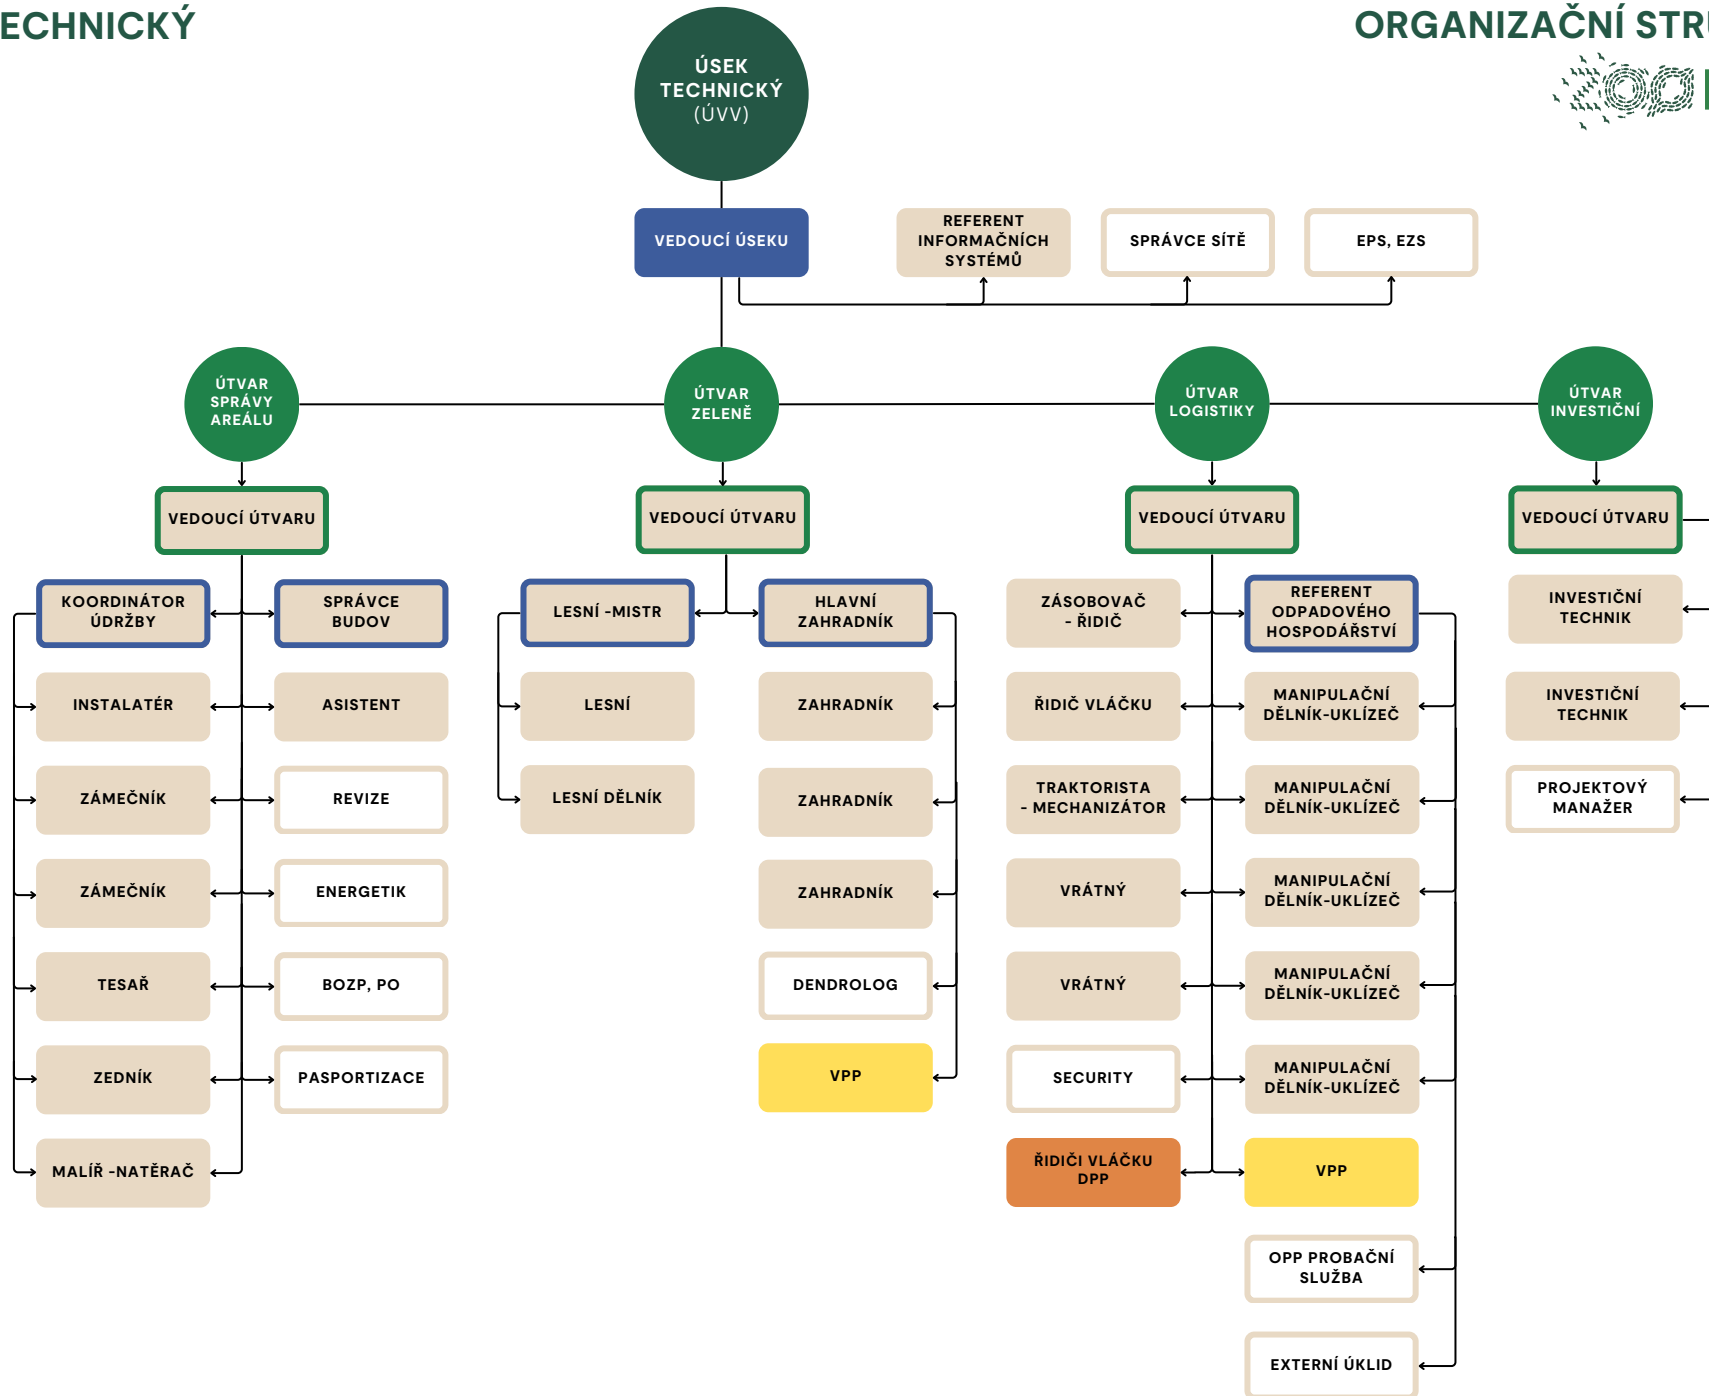 ECHNICKÝ
ORGANIZAČNÍ STRU
zoo
ÚSEK
TECHNICKÝ
(ÚVV)
VEDOUCÍ ÚSEKU
REFERENT
INFORMAČNÍCH
SYSTÉMŮ
SPRÁVCE SÍTĚ
EPS, EZS
ÚTVAR
SPRÁVY
AREÁLU
ÚTVAR
ZELENĚ
ÚTVAR
LOGISTIKY
ÚTVAR
INVESTIČNÍ
VEDOUCÍ ÚTVARU
VEDOUCÍ ÚTVARU
VEDOUCÍ ÚTVARU
VEDOUCÍ ÚTVARU
KOORDINÁTOR
ÚDRŽBY
SPRÁVCE
BUDOV
LESNÍ -MISTR
HLAVNÍ
ZAHRADNÍK
ZÁSOBOVAČ
- ŘIDIČ
REFERENT
ODPADOVÉHO
HOSPODÁŘSTVÍ
INVESTIČNÍ
TECHNIK
INSTALATÉR
ASISTENT
LESNÍ
ZAHRADNÍK
ŘIDIČ VLÁČKU
MANIPULAČNÍ
DĚLNÍK-UKLÍZEČ
INVESTIČNÍ
TECHNIK
ZÁMEČNÍK
REVIZE
LESNÍ DĚLNÍK
ZAHRADNÍK
TRAKTORISTA
- MECHANIZÁTOR
MANIPULAČNÍ
DĚLNÍK-UKLÍZEČ
PROJEKTOVÝ
MANAŽER
ZÁMEČNÍK
ENERGETIK
ZAHRADNÍK
VRÁTNÝ
MANIPULAČNÍ
DĚLNÍK-UKLÍZEČ
TESAŘ
BOZP, PO
DENDROLOG
VRÁTNÝ
MANIPULAČNÍ
DĚLNÍK-UKLÍZEČ
ZEDNÍK
PASPORTIZACE
VPP
SECURITY
MANIPULAČNÍ
DĚLNÍK-UKLÍZEČ
MALÍŘ -NATĚRAČ
ŘIDIČI VLÁČKU
DPP
VPP
OPP PROBAČNÍ
SLUŽBA
EXTERNÍ ÚKLID